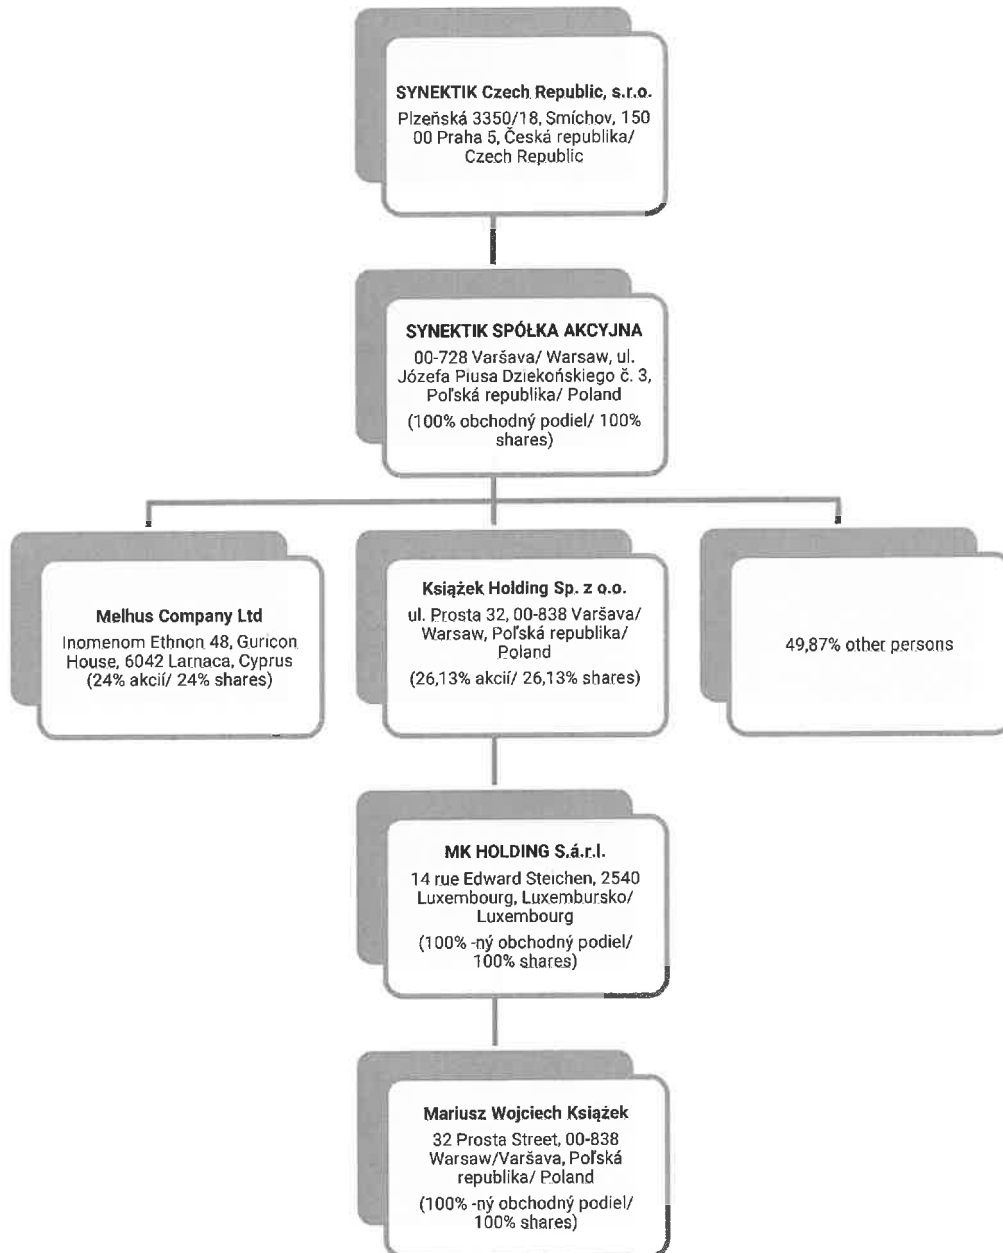 SYNEKTIK Czech Republic, s.r.o.
Plzeňská 3350/18, Smíchov, 150
00 Praha 5, Česká republika/
Czech Republic
SYNEKTIK SPÓŁKA AKCYJNA
00-728 Varšava/ Warsaw, ul.
Józefa Piusa Dziekońskiego č. 3,
Poľská republika/ Poland
(100% obchodný podiel/ 100%
shares)
Melhus Company Ltd
Inomenom Ethnon 48, Guricon
House, 6042 Larnaca, Cyprus
(24% akcií/ 24% shares)
Książek Holding Sp. z o.o.
ul. Prosta 32, 00-838 Varšava/
Warsaw, Poľská republika/
Poland
(26,13% akcií/ 26,13% shares)
49,87% other persons
MK HOLDING S.á.r.l.
14 rue Edward Steichen, 2540
Luxembourg, Luxembursko/
Luxembourg
(100% -ný obchodný podiel/
100% shares)
Mariusz Wojciech Książek
32 Prosta Street, 00-838
Warsaw/Varšava, Poľská
republika/ Poland
(100% -ný obchodný podiel/
100% shares)